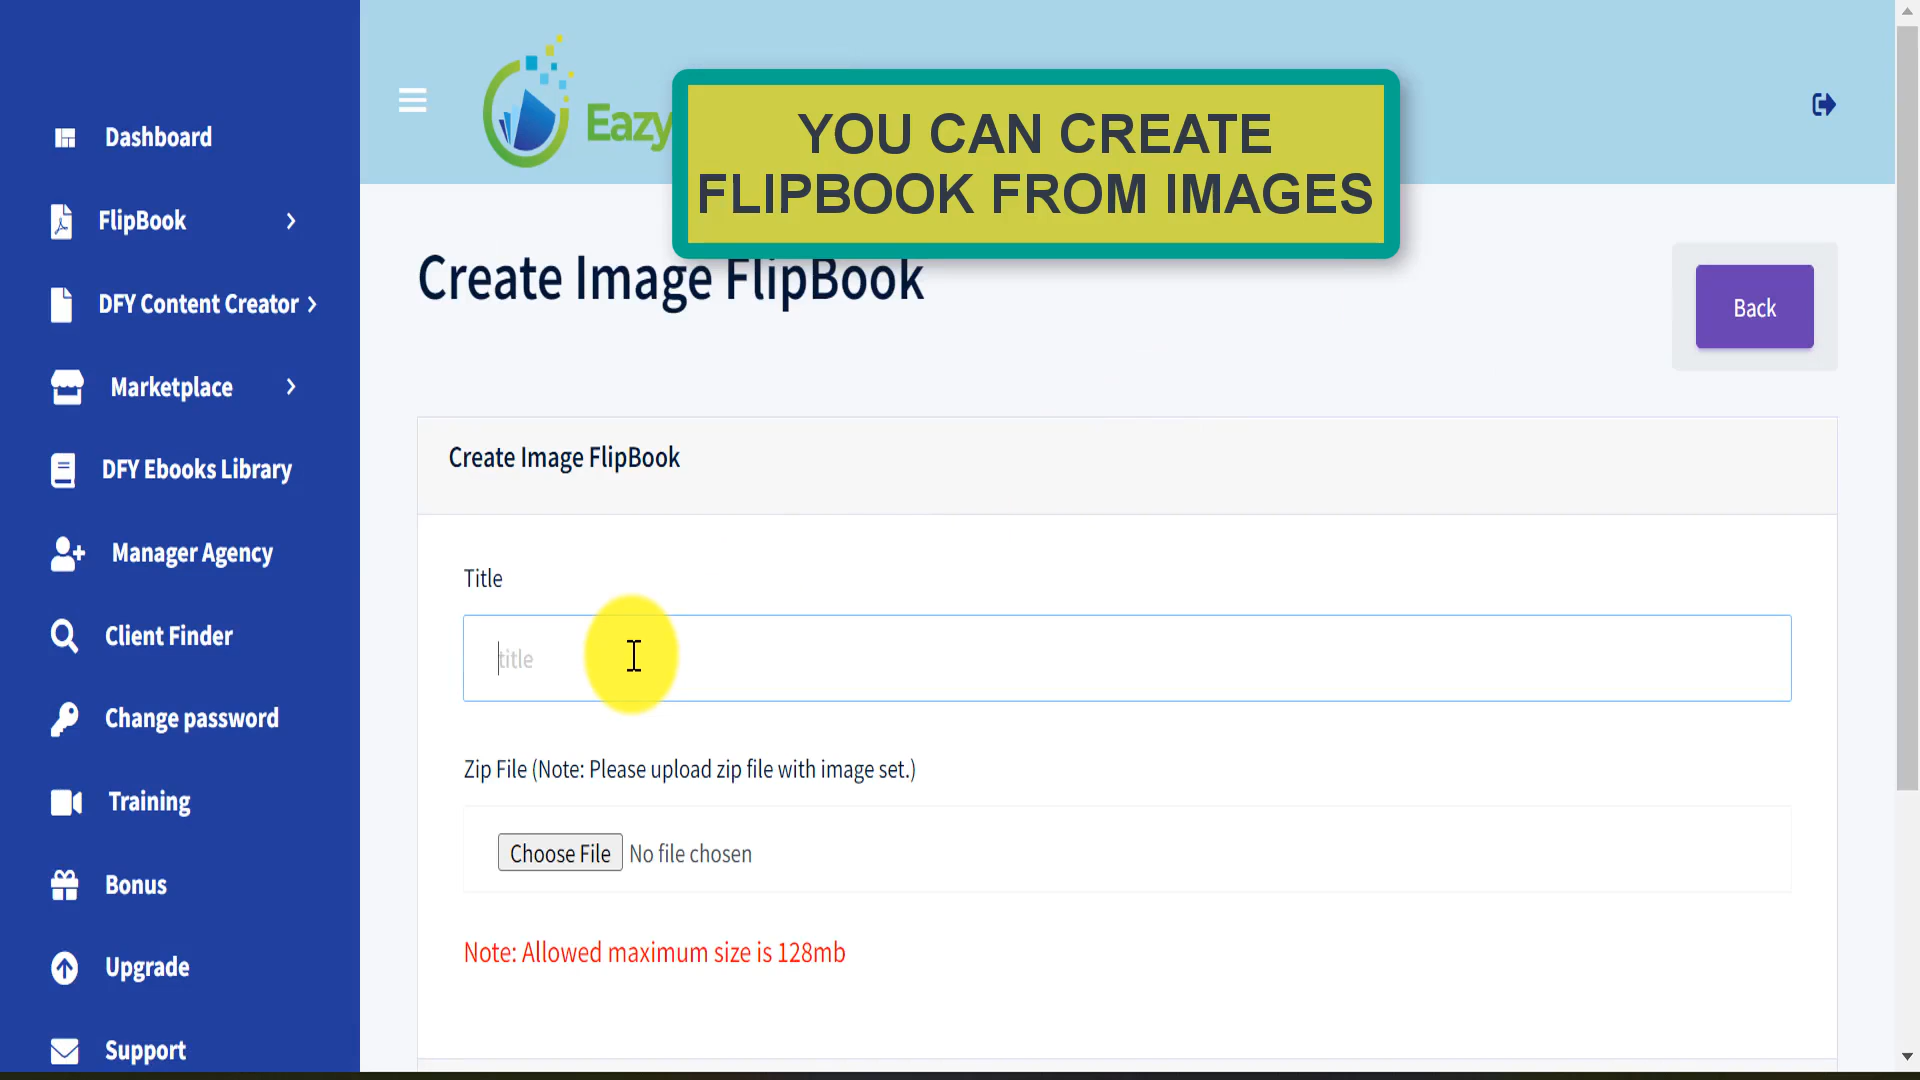 Dashboard
FlipBook
DFY Content Creator
Marketplace
DFY Ebooks Library
Manager Agency
Client Finder
Change password
Training
Bonus
Upgrade
Support
Eazy
YOU CAN CREATE
FLIPBOOK FROM IMAGES
Create Image FlipBook
Back
Create Image FlipBook
Title
title
Zip File (Note: Please upload zip file with image set.)
Choose File No file chosen
Note: Allowed maximum size is 128mb